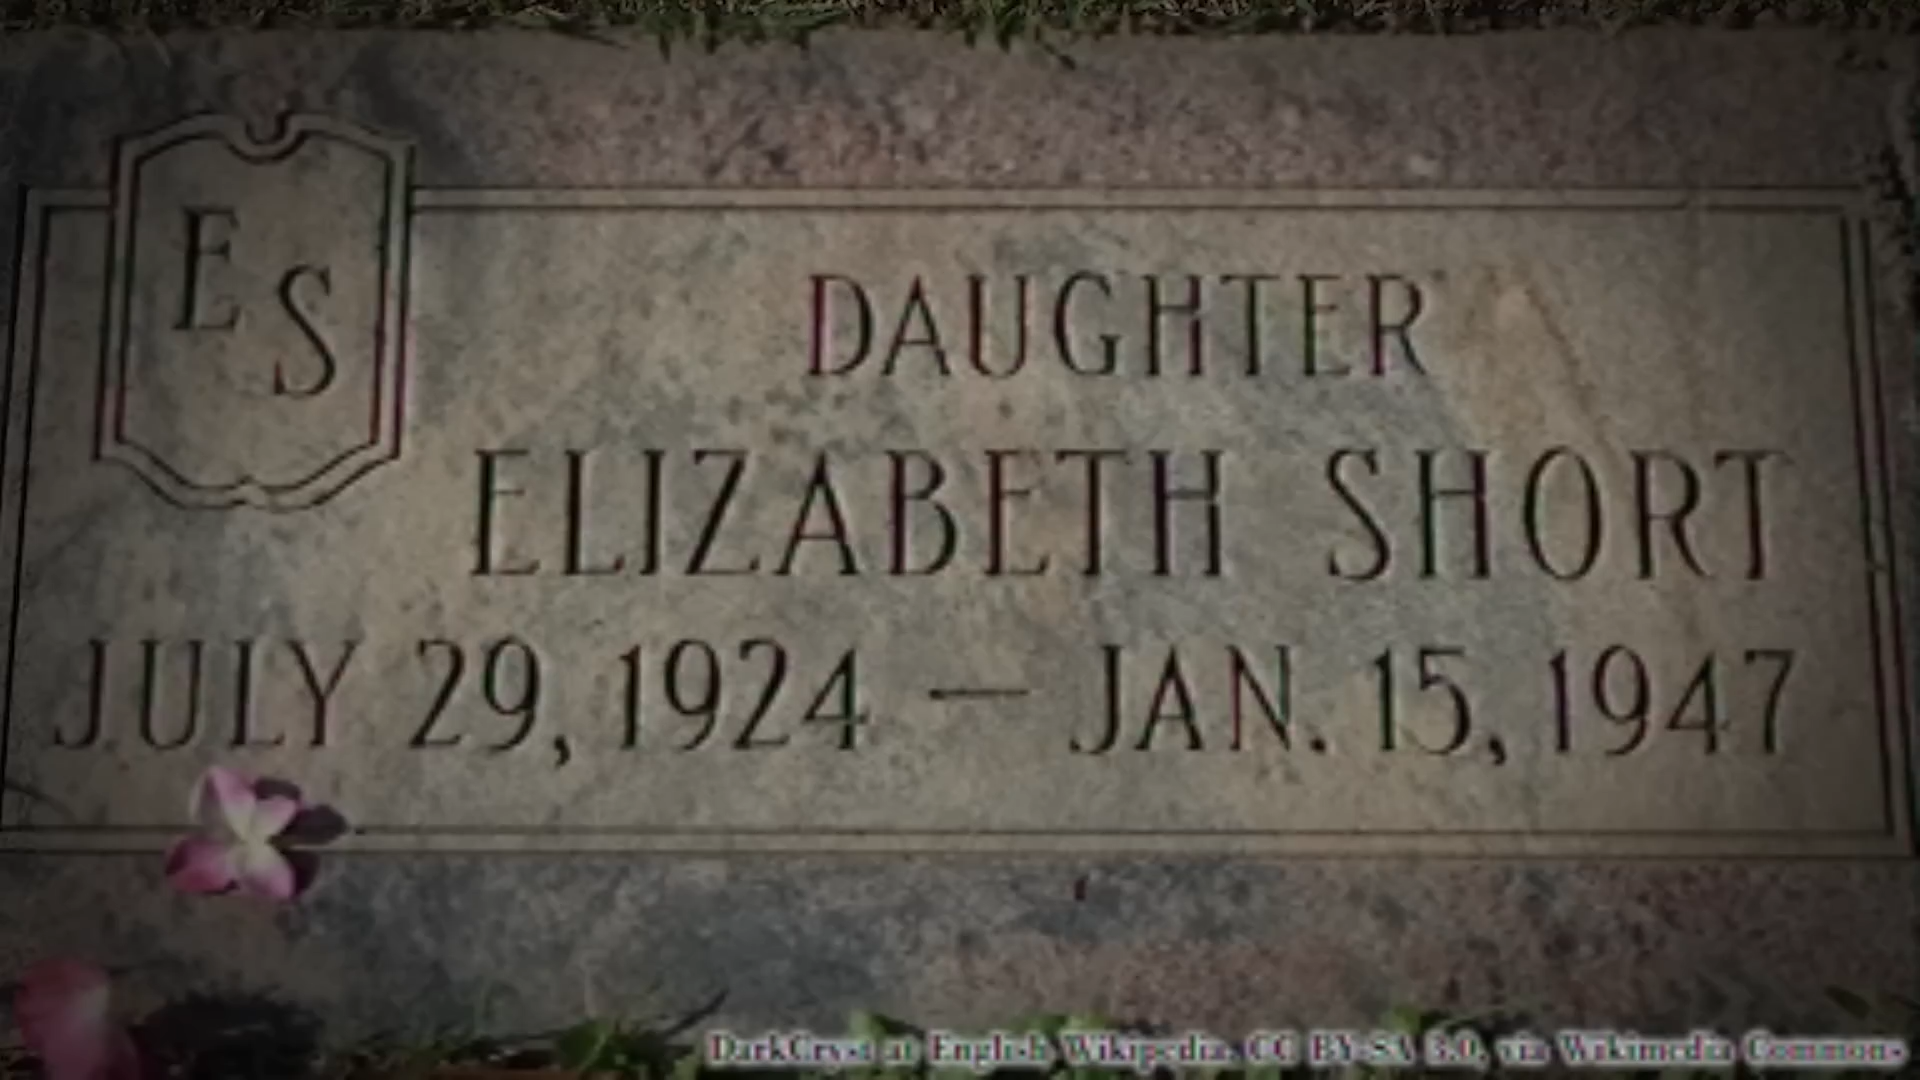 ES
DAUGHTER
ELIZABETH SHORT
JULY 29, 1924 — JAN. 15, 1947
DarkCryst at English Wikipedia, CC BY-SA 3.0, via Wikimedia Commons